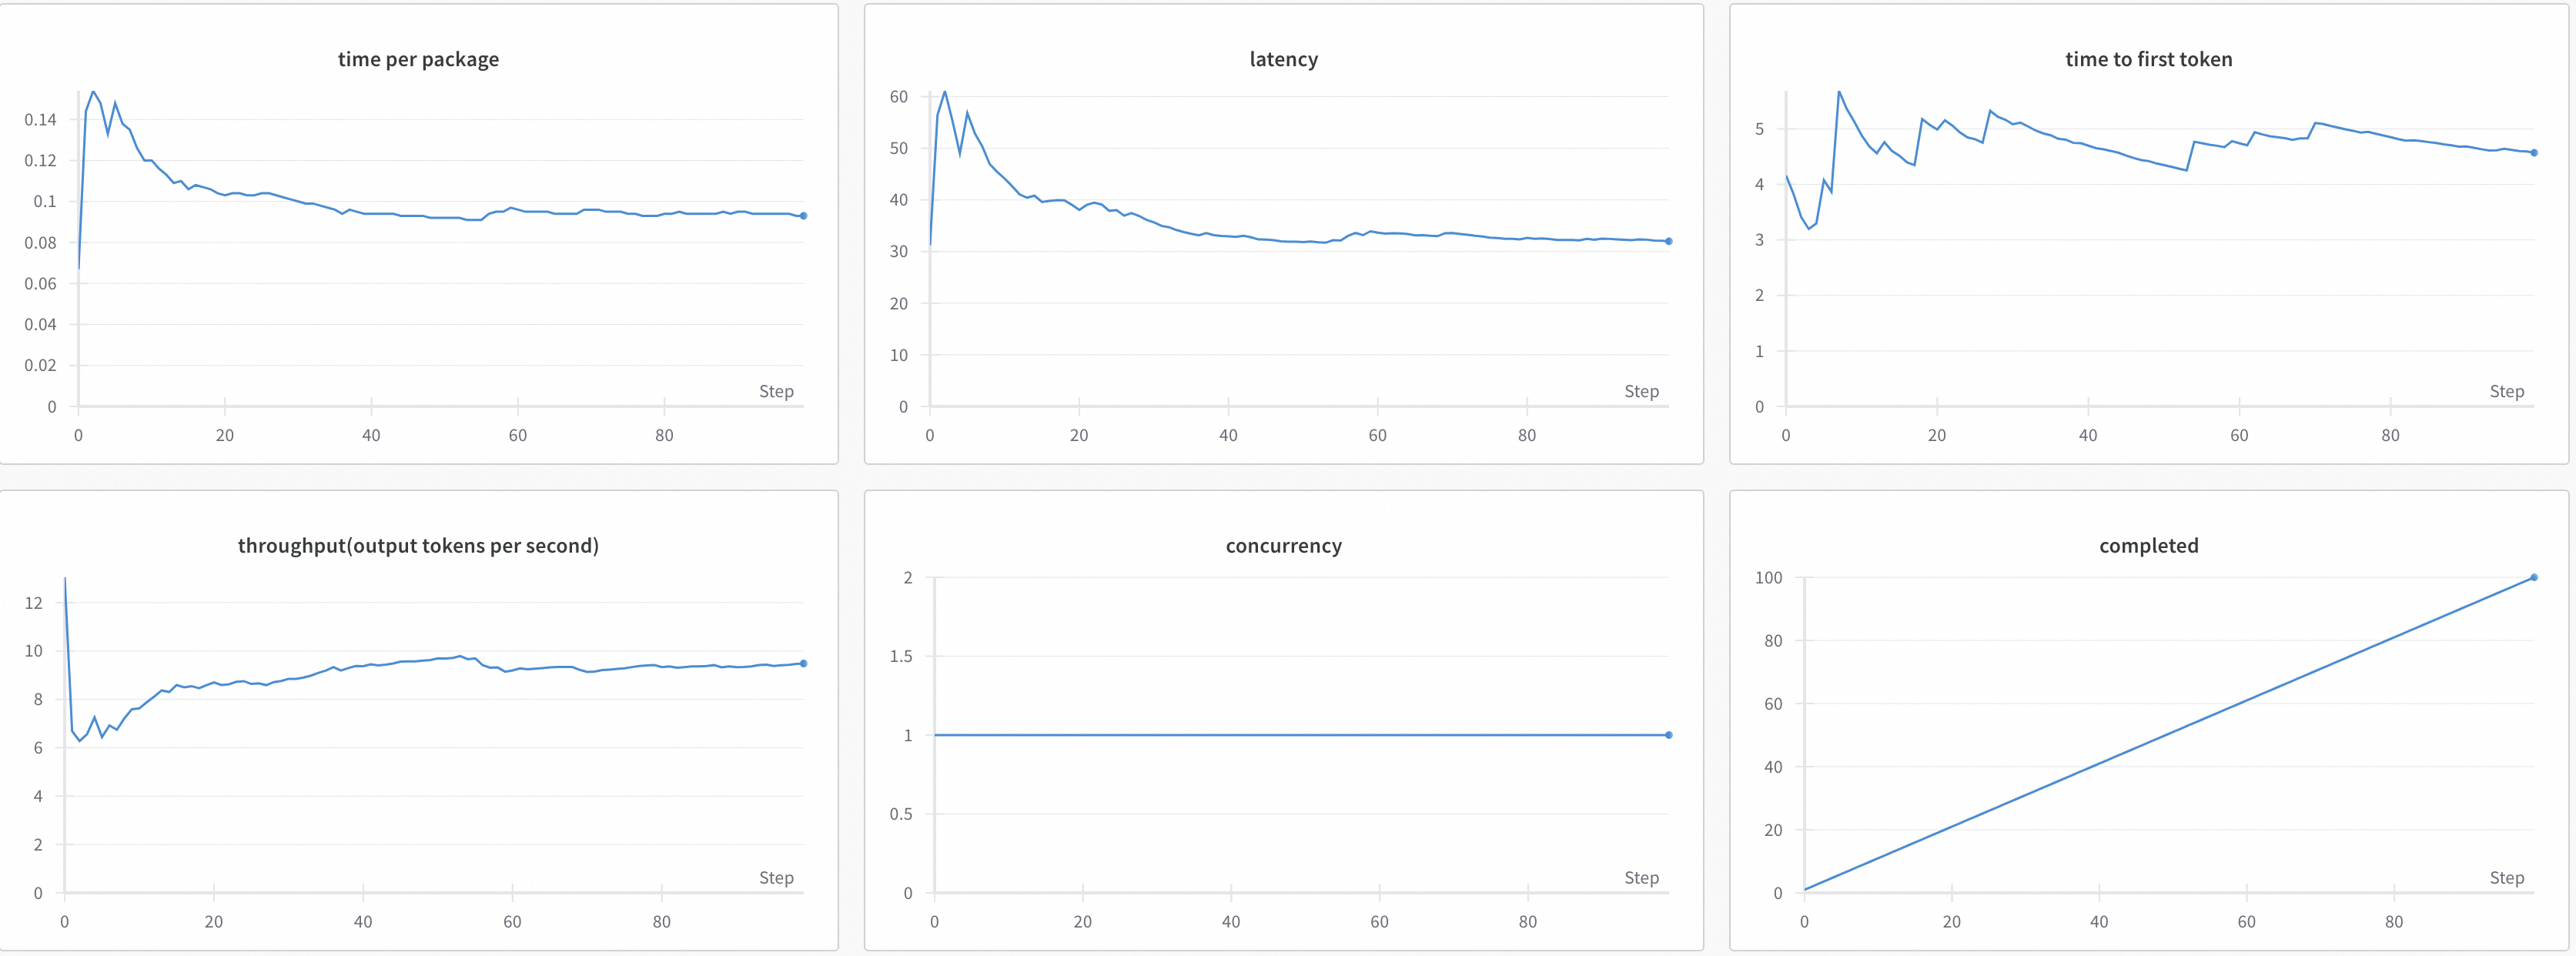 time per package
0.14
0.12
0.1
0.08
0.06
0.04
0.02
0
Step
0 20 40 60 80
latency
60
50
40
30
20
10
0
Step
0 20 40 60 80
time to first token
5
4
3
2
1
0
Step
0 20 40 60 80
throughput(output tokens per second)
12
10
8
6
4
2
0
Step
0 20 40 60 80
concurrency
2
1.5
1
0.5
0
Step
0 20 40 60 80
completed
100
80
60
40
20
0
Step
0 20 40 60 80